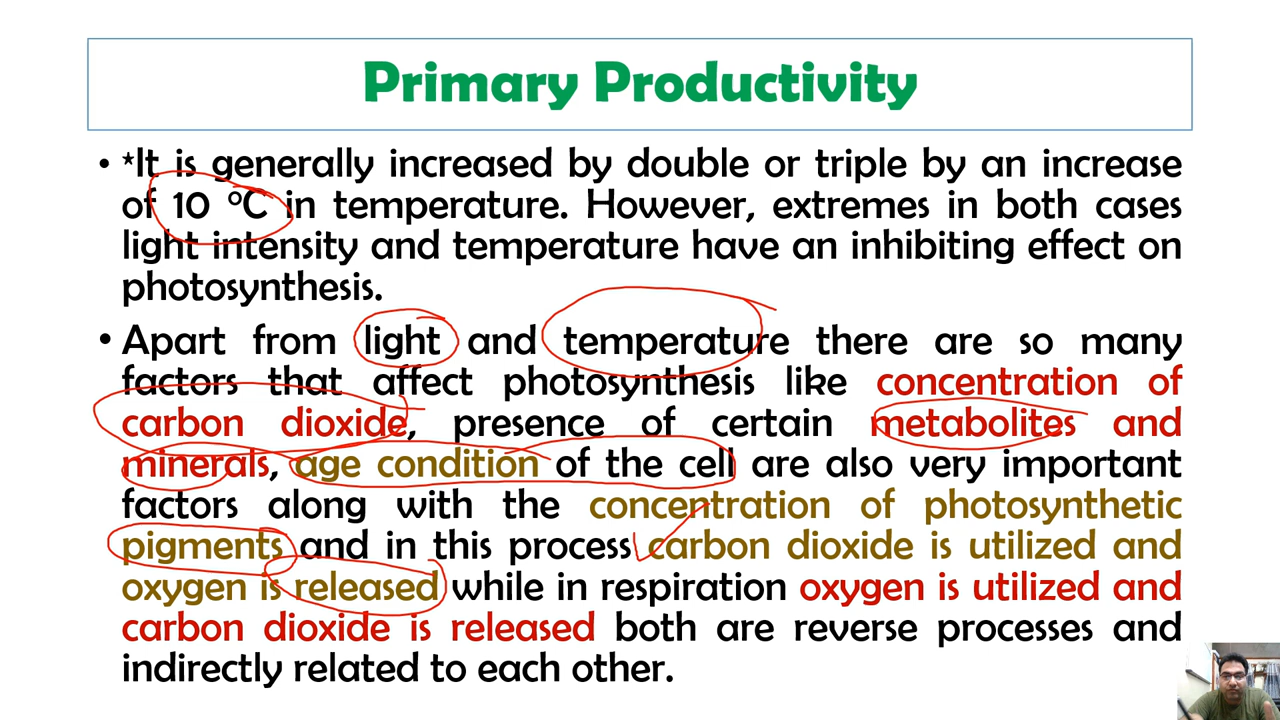 Primary Productivity
• *It is generally increased by double or triple by an increase
of 10 °C in temperature. However, extremes in both cases
light intensity and temperature have an inhibiting effect on
photosynthesis.
• Apart from light and temperature there are so many
factors that affect photosynthesis like concentration of
carbon dioxide, presence of certain metabolites and
minerals, age condition of the cell are also very important
factors along with the concentration of photosynthetic
pigments and in this process carbon dioxide is utilized and
oxygen is released while in respiration oxygen is utilized and
carbon dioxide is released both are reverse processes and
indirectly related to each other.